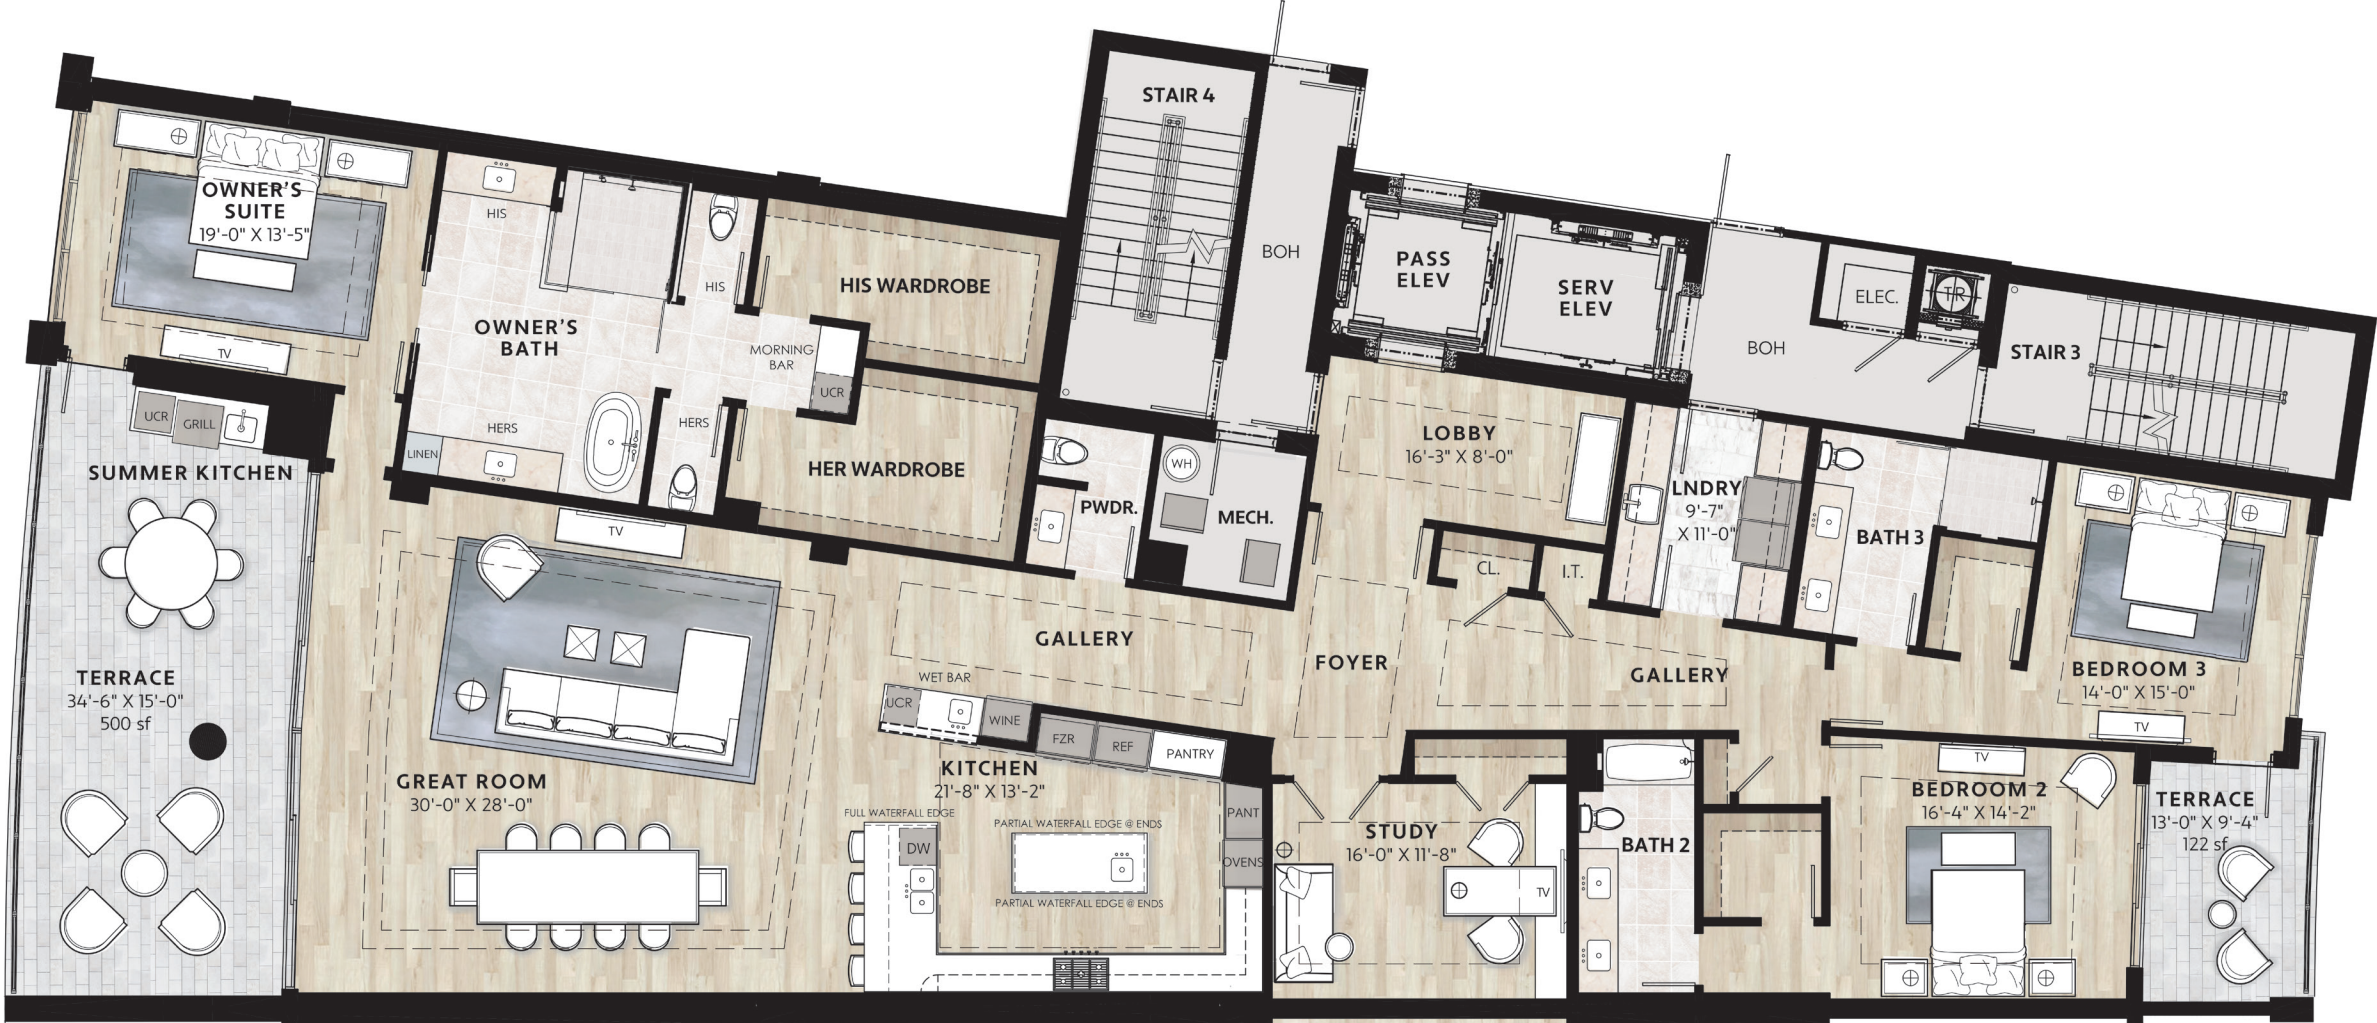 STAIR 4
BOH
PASS
ELEV
SERV
ELEV
ELEC.
TR
BOH
STAIR 3
OWNER'S
SUITE
19'-0" X 13'-5"
TV
HIS
OWNER'S
BATH
HIS
HIS WARDROBE
MORNING
BAR
UCR
HERS
HERS
LINEN
HER WARDROBE
UCR
GRILL
SUMMER KITCHEN
TERRACE
34'-6" X 15'-0"
500 sf
TV
GREAT ROOM
30'-0" X 28'-0"
PWDR.
WH
MECH.
LOBBY
16'-3" X 8'-0"
LNDRY
9'-7"
X 11'-0"
CL.
I.T.
BATH 3
BEDROOM 3
14'-0" X 15'-0"
TV
GALLERY
FOYER
GALLERY
WET BAR
UCR
WINE
FZR
REF
PANTRY
KITCHEN
21'-8" X 13'-2"
FULL WATERFALL EDGE
DW
PARTIAL WATERFALL EDGE @ ENDS
PARTIAL WATERFALL EDGE @ ENDS
PANT
OVENS
STUDY
16'-0" X 11'-8"
TV
BATH 2
TV
BEDROOM 2
16'-4" X 14'-2"
TERRACE
13'-0" X 9'-4"
122 sf